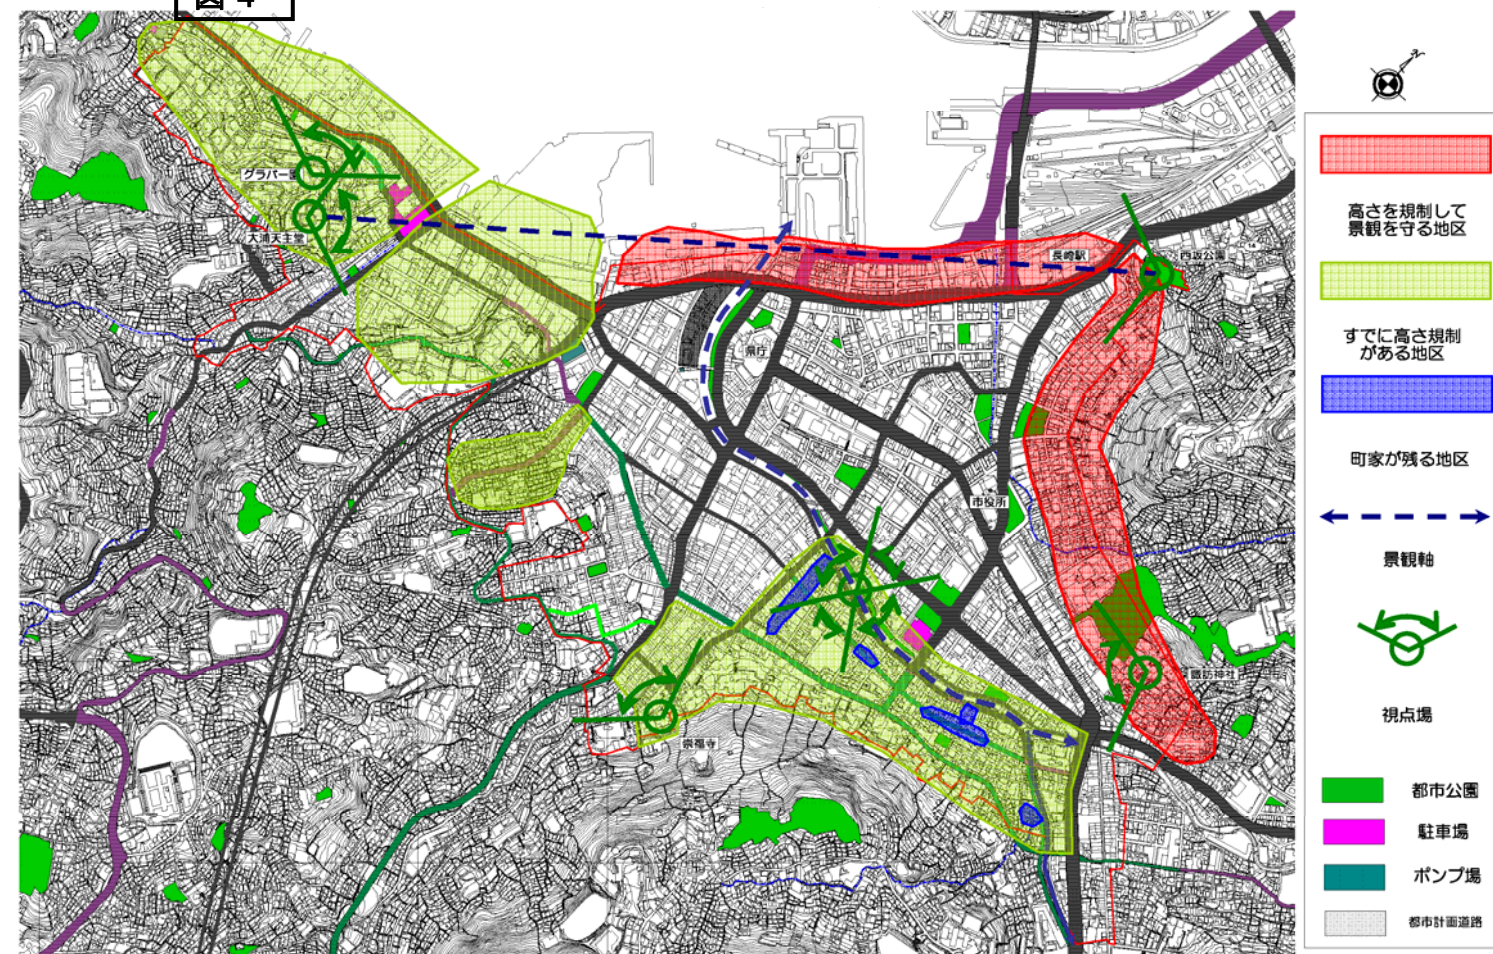 図 4
グラバー園
大浦天主堂
長崎駅
西坂公園
県庁
市役所
諏訪神社
崇福寺
高さを規制して
景観を守る地区
すでに高さ規制
がある地区
町家が残る地区
景観軸
視点場
都市公園
駐車場
ポンプ場
都市計画道路